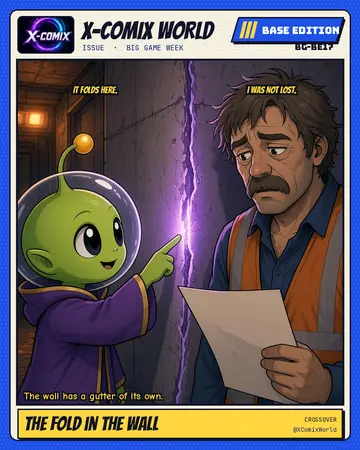 X-COMIX
X-COMIX WORLD
ISSUE · BIG GAME WEEK
BASE EDITION
BG-BE17
IT FOLDS HERE.
I WAS NOT LOST.
The wall has a gutter of its own.
THE FOLD IN THE WALL
CROSSOVER
@XComixWorld